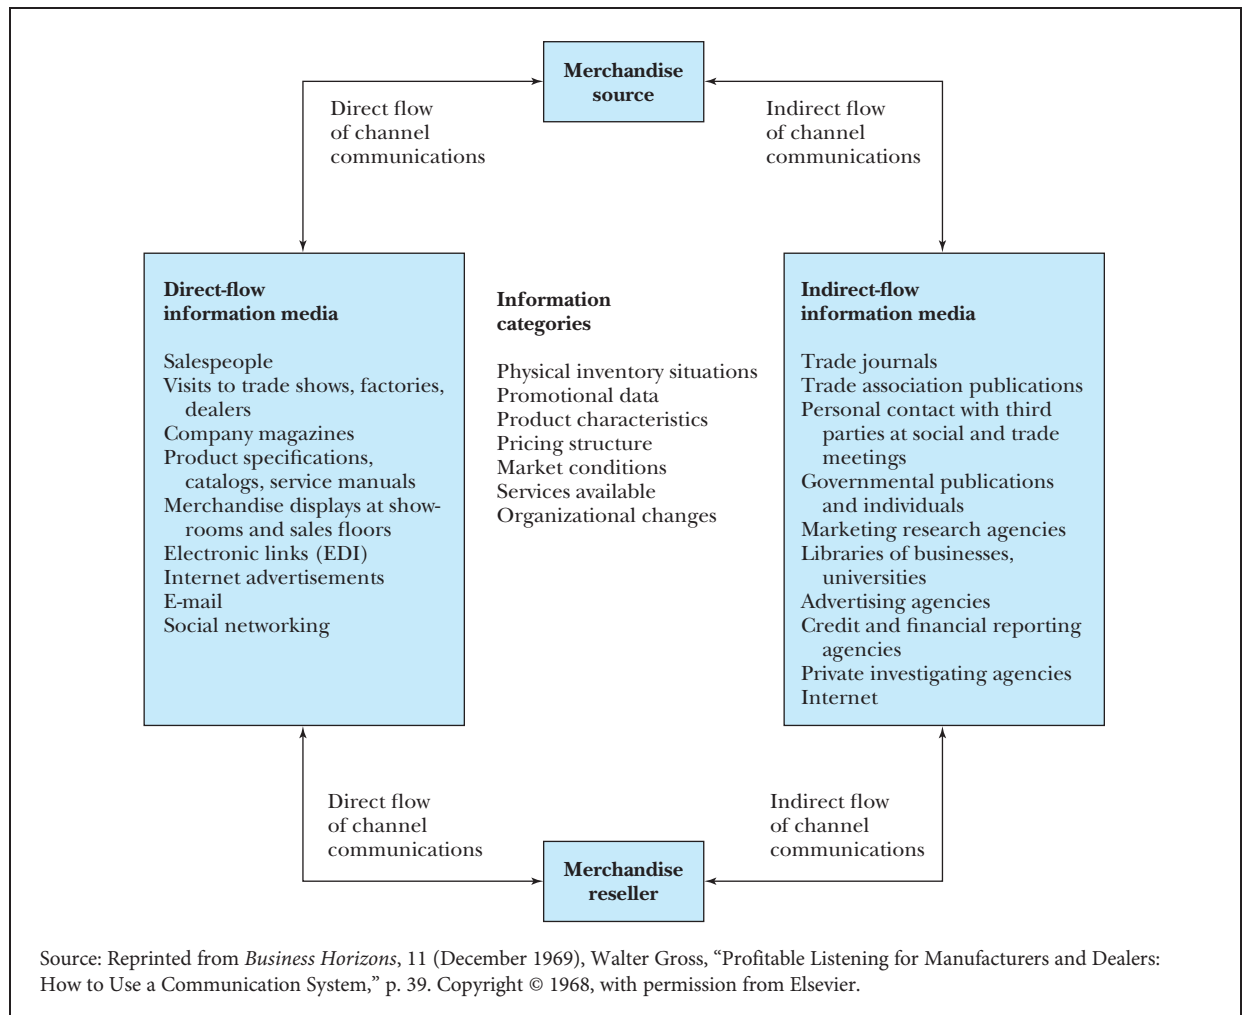 Merchandise
source
Direct flow
of channel
communications
Indirect flow
of channel
communications
Direct-flow
information media
Salespeople
Visits to trade shows, factories,
dealers
Company magazines
Product specifications,
catalogs, service manuals
Merchandise displays at show-
rooms and sales floors
Electronic links (EDI)
Internet advertisements
E-mail
Social networking
Information
categories
Physical inventory situations
Promotional data
Product characteristics
Pricing structure
Market conditions
Services available
Organizational changes
Indirect-flow
information media
Trade journals
Trade association publications
Personal contact with third
parties at social and trade
meetings
Governmental publications
and individuals
Marketing research agencies
Libraries of businesses,
universities
Advertising agencies
Credit and financial reporting
agencies
Private investigating agencies
Internet
Direct flow
of channel
communications
Indirect flow
of channel
communications
Merchandise
reseller
Source: Reprinted from Business Horizons, 11 (December 1969), Walter Gross, “Profitable Listening for Manufacturers and Dealers:
How to Use a Communication System,” p. 39. Copyright © 1968, with permission from Elsevier.